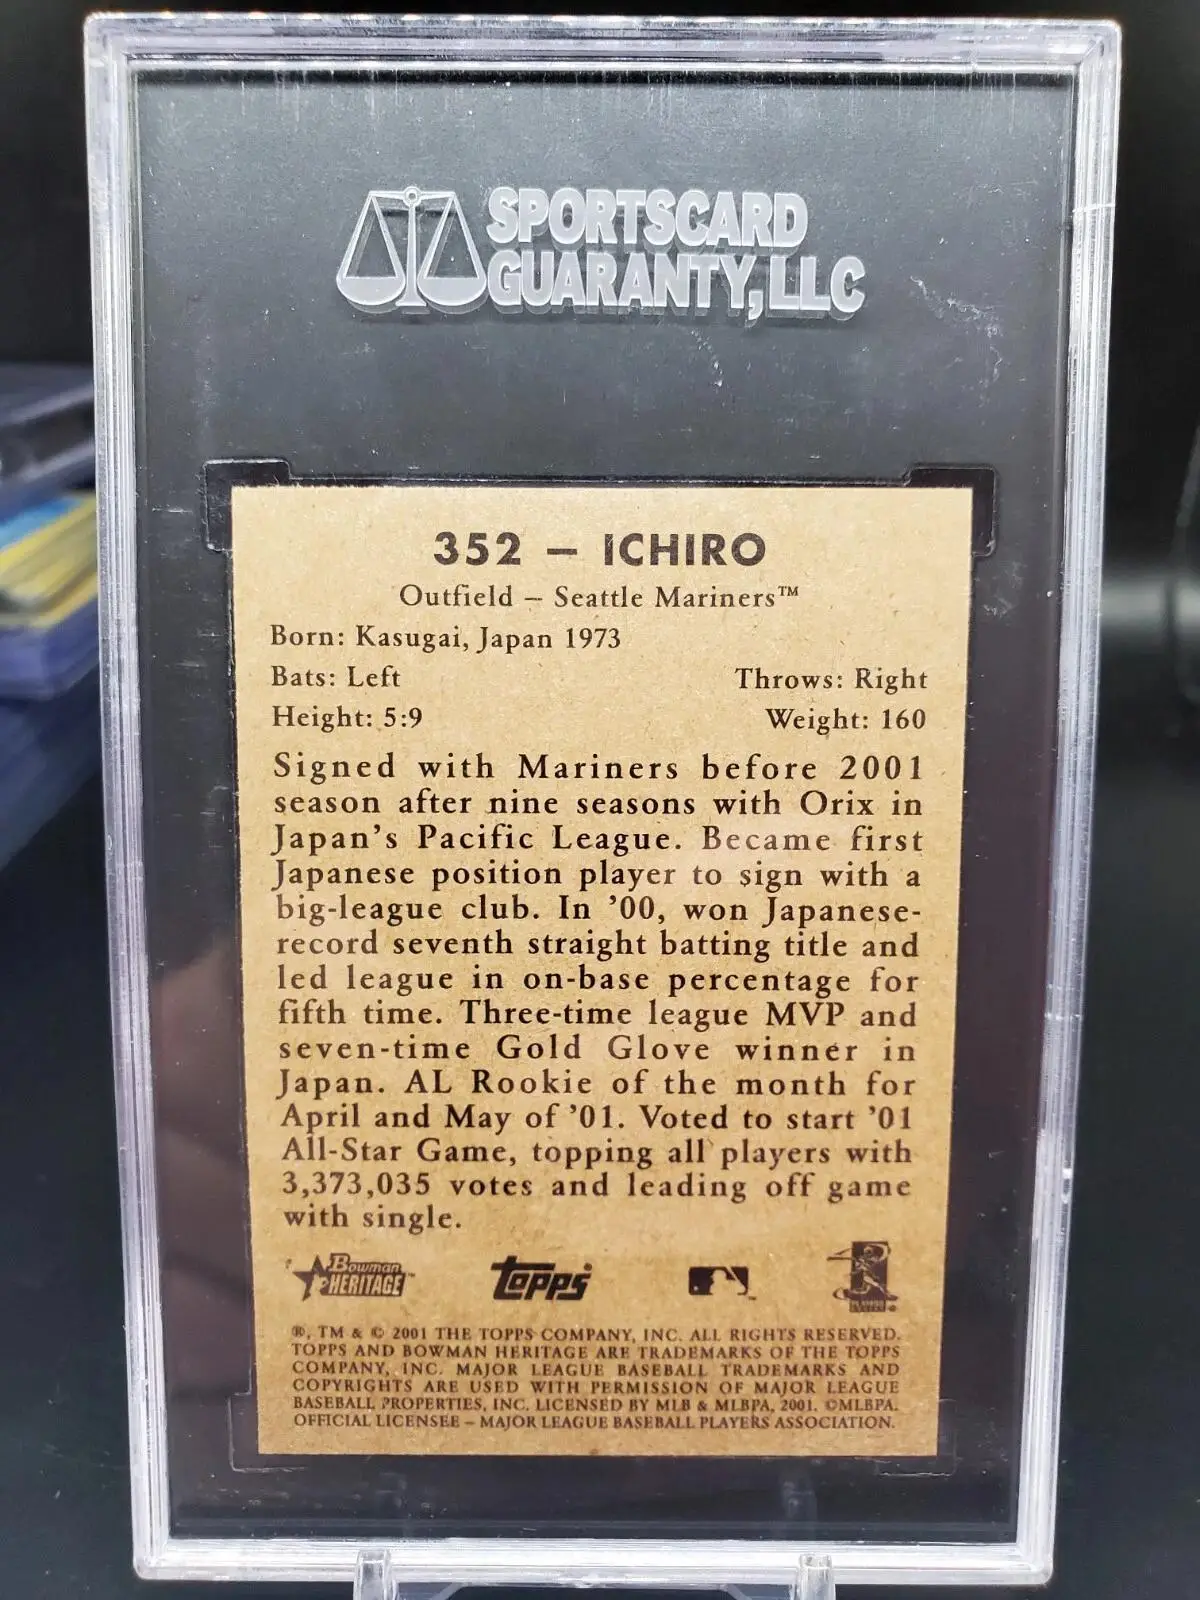 SPORTSCARD
GUARANTY, LLC
352 – ICHIRO
Outfield – Seattle Mariners™
Born: Kasugai, Japan 1973
Bats: Left Throws: Right
Height: 5:9 Weight: 160
Signed with Mariners before 2001
season after nine seasons with Orix in
Japan's Pacific League. Became first
Japanese position player to sign with a
big-league club. In '00, won Japanese-
record seventh straight batting title and
led league in on-base percentage for
fifth time. Three-time league MVP and
seven-time Gold Glove winner in
Japan. AL Rookie of the month for
April and May of '01. Voted to start '01
All-Star Game, topping all players with
3,373,035 votes and leading off game
with single.
Bowman
HERITAGE™ topps
®, TM & © 2001 THE TOPPS COMPANY, INC. ALL RIGHTS RESERVED.
TOPPS AND BOWMAN HERITAGE ARE TRADEMARKS OF THE TOPPS
COMPANY, INC. MAJOR LEAGUE BASEBALL TRADEMARKS AND
COPYRIGHTS ARE USED WITH PERMISSION OF MAJOR LEAGUE
BASEBALL PROPERTIES, INC. LICENSED BY MLB & MLBPA, 2001. ©MLBPA.
OFFICIAL LICENSEE – MAJOR LEAGUE BASEBALL PLAYERS ASSOCIATION.